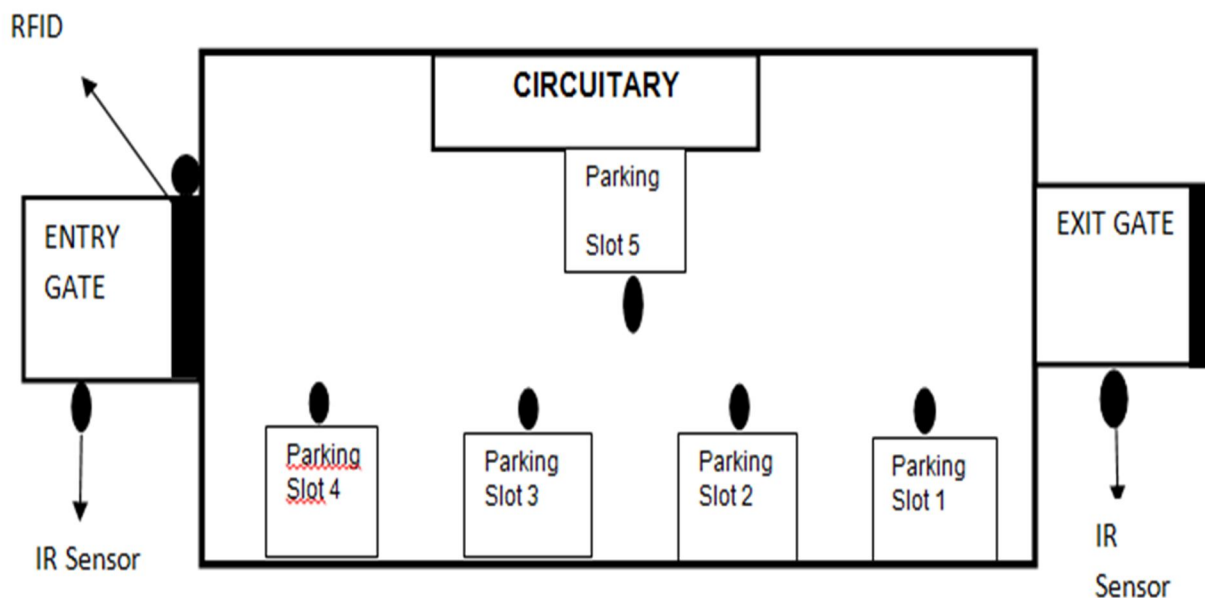 RFID
CIRCUITARY
Parking
Slot 5
ENTRY
GATE
EXIT GATE
Parking
Slot 4
Parking
Slot 3
Parking
Slot 2
Parking
Slot 1
IR Sensor
IR
Sensor